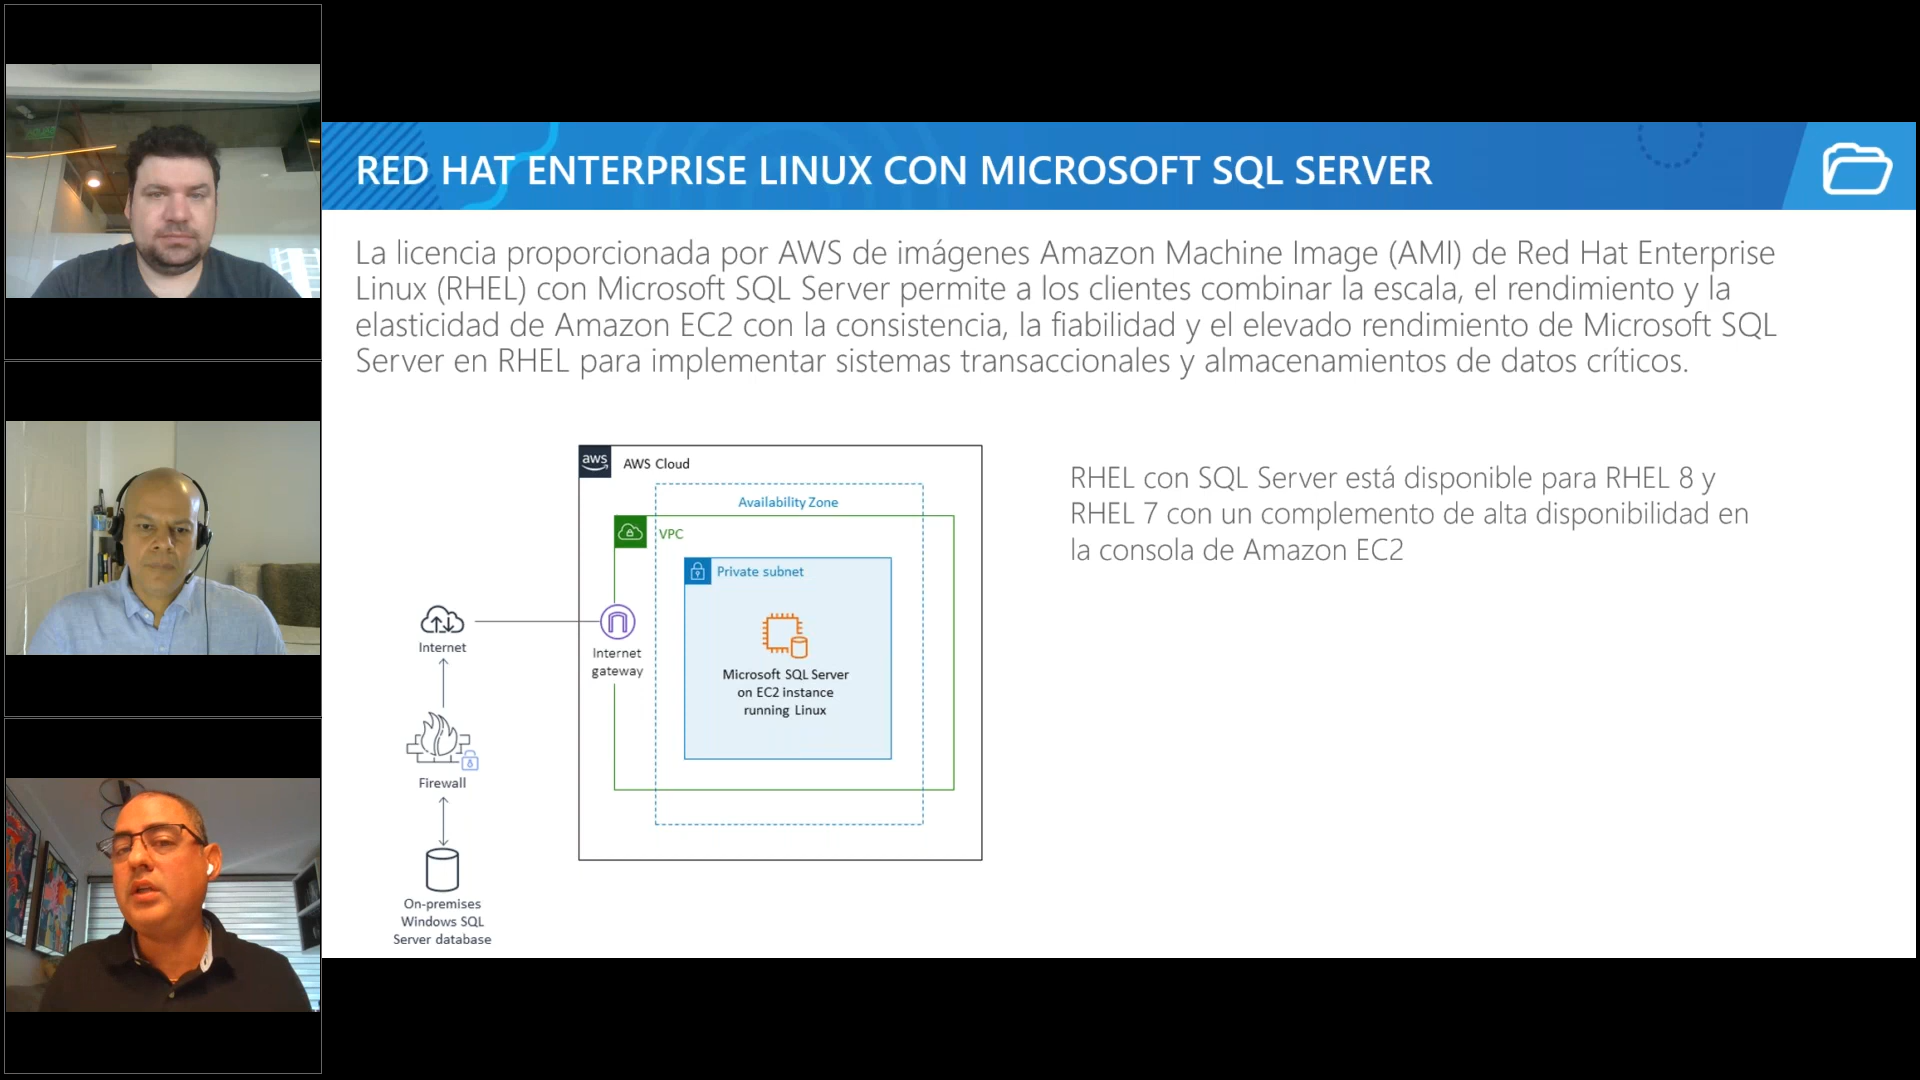 RED HAT ENTERPRISE LINUX CON MICROSOFT SQL SERVER
La licencia proporcionada por AWS de imágenes Amazon Machine Image (AMI) de Red Hat Enterprise
Linux (RHEL) con Microsoft SQL Server permite a los clientes combinar la escala, el rendimiento y la
elasticidad de Amazon EC2 con la consistencia, la fiabilidad y el elevado rendimiento de Microsoft SQL
Server en RHEL para implementar sistemas transaccionales y almacenamientos de datos críticos.
aws
AWS Cloud
Availability Zone
VPC
Private subnet
Microsoft SQL Server
on EC2 instance
running Linux
Internet
gateway
Internet
Firewall
On-premises
Windows SQL
Server database
RHEL con SQL Server está disponible para RHEL 8 y
RHEL 7 con un complemento de alta disponibilidad en
la consola de Amazon EC2